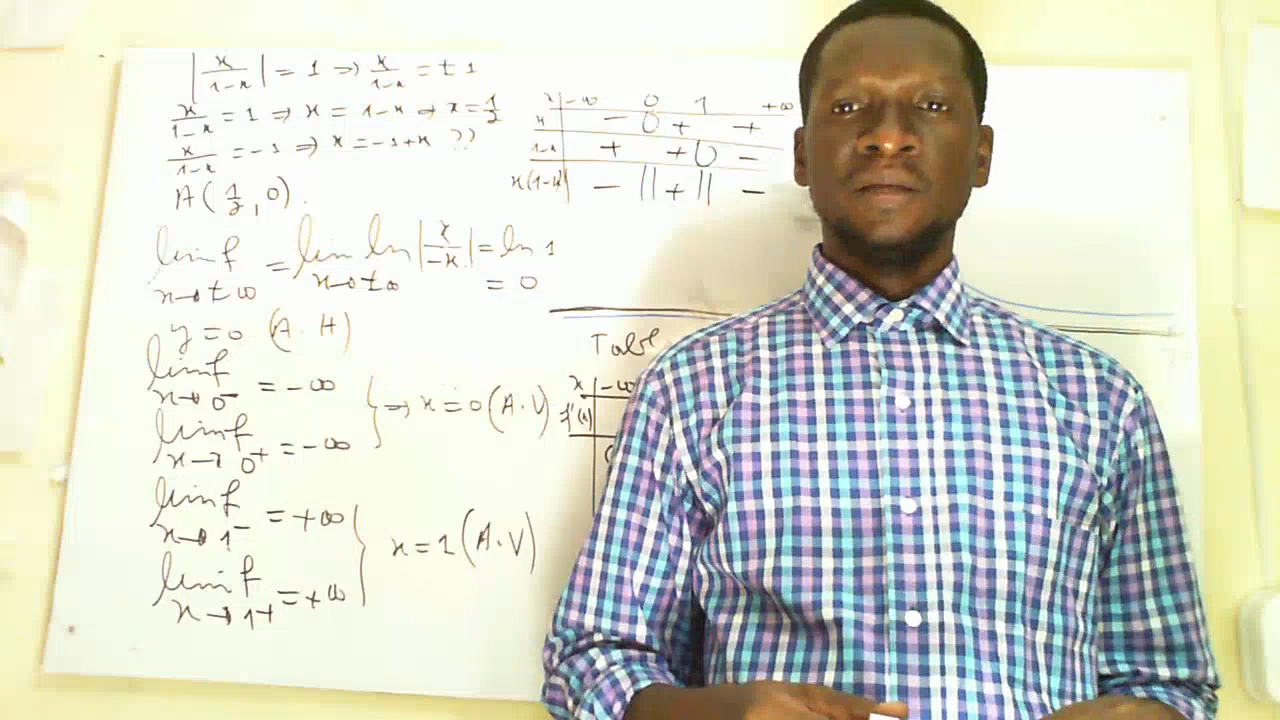 |x/(1-x)| = 1 ⇒ x/(1-x) = ±1
x/(1-x) = 1 ⇒ x = 1-x ⇒ x = 1/2
x/(1-x) = -1 ⇒ x = -1+x ??
A(1/2, 0).
lim f x→±∞ = lim x→±∞ ln|x/-x| = ln 1
= 0
y = 0 (A.H)
lim f x→0⁻ = -∞
lim f x→0⁺ = -∞
} ⇒ x = 0 (A.V)
lim f x→1⁻ = +∞
lim f x→1⁺ = +∞
} x = 1 (A.V)
x | -∞ 0 1 +∞
x | - 0 + +
1-x | + + 0 -
x(1-x) | - || + || -
Tabl
x | -∞
f'(x)